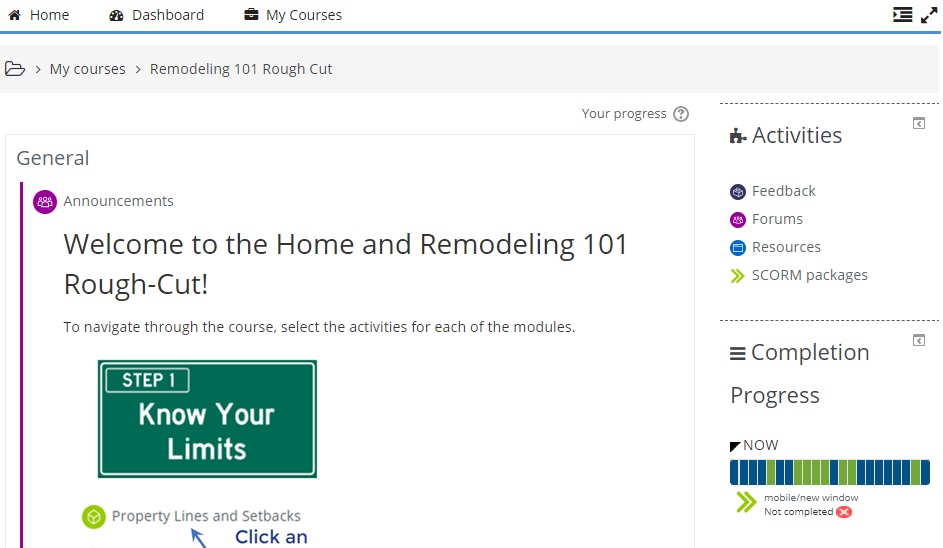 Home Dashboard My Courses
My courses Remodeling 101 Rough Cut
Your progress
General
Announcements
Welcome to the Home and Remodeling 101
Rough-Cut!
To navigate through the course, select the activities for each of the modules.
STEP 1
Know Your
Limits
Property Lines and Setbacks
Click an
Activities
Feedback
Forums
Resources
SCORM packages
Completion
Progress
NOW
mobile/new window
Not completed